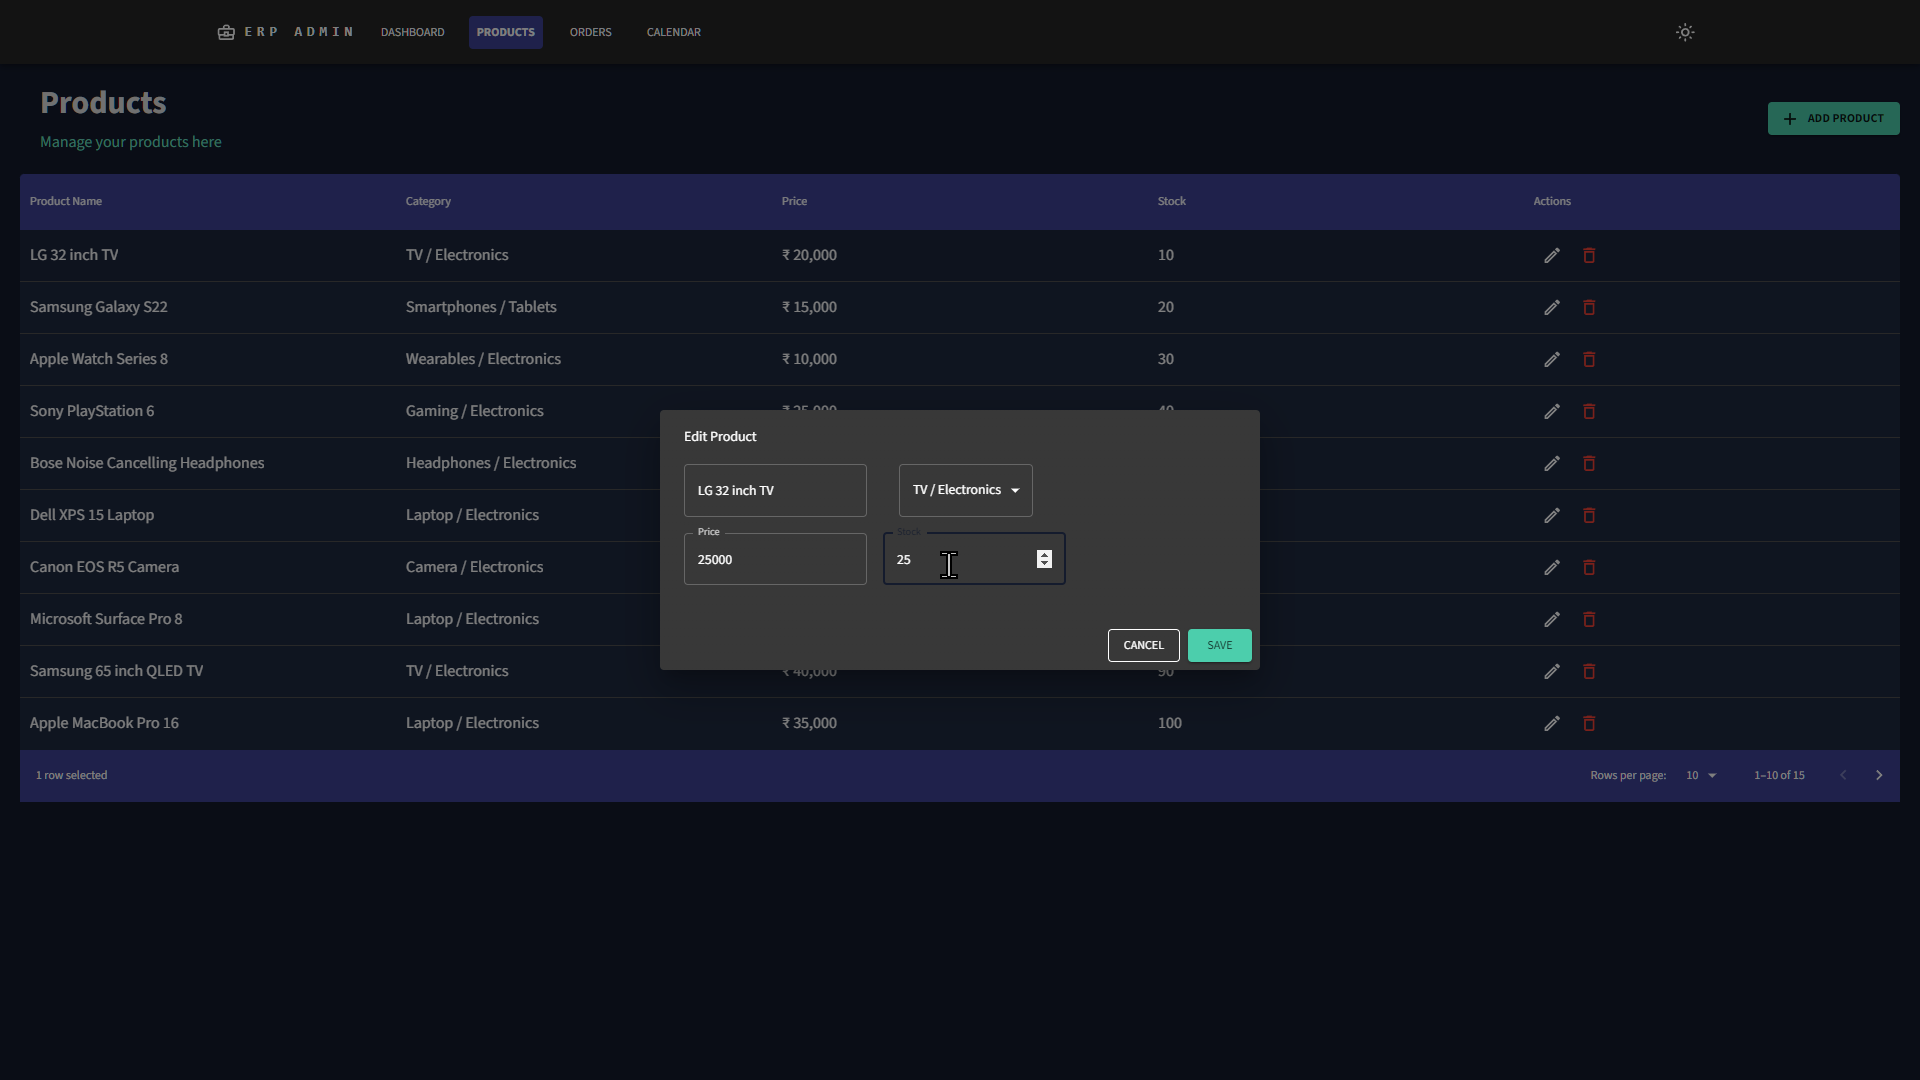 ERP ADMIN DASHBOARD PRODUCTS ORDERS CALENDAR
Products
Manage your products here
ADD PRODUCT
Product Name Category Price Stock Actions
LG 32 inch TV TV / Electronics ₹ 20,000 10
Samsung Galaxy S22 Smartphones / Tablets ₹ 15,000 20
Apple Watch Series 8 Wearables / Electronics ₹ 10,000 30
Sony PlayStation 6 Gaming / Electronics ₹ 25,000 40
Bose Noise Cancelling Headphones Headphones / Electronics
Dell XPS 15 Laptop Laptop / Electronics
Canon EOS R5 Camera Camera / Electronics
Microsoft Surface Pro 8 Laptop / Electronics
Samsung 65 inch QLED TV TV / Electronics ₹ 40,000 90
Apple MacBook Pro 16 Laptop / Electronics ₹ 35,000 100
1 row selected Rows per page: 10 1–10 of 15
Edit Product
LG 32 inch TV TV / Electronics
Price Stock
25000 25
CANCEL SAVE